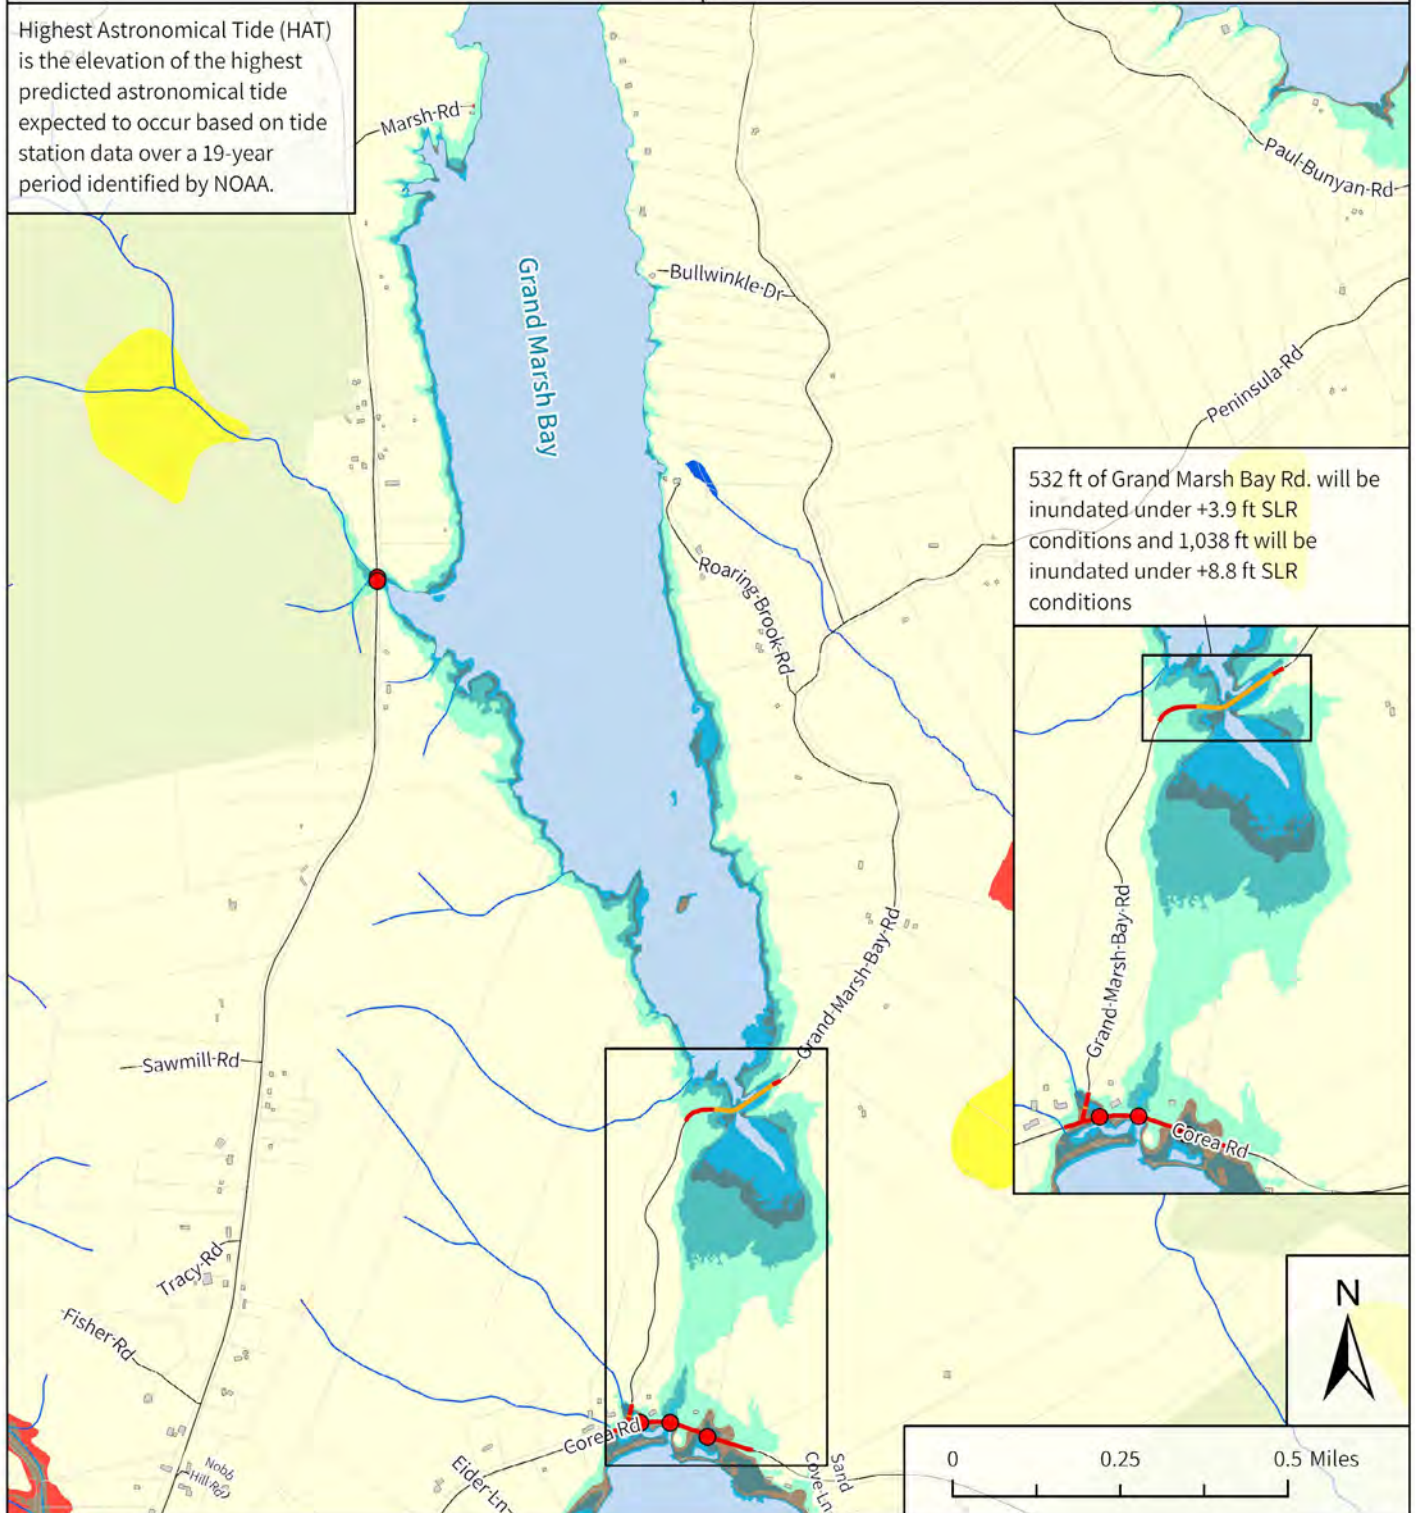 Highest Astronomical Tide (HAT)
is the elevation of the highest
predicted astronomical tide
expected to occur based on tide
station data over a 19-year
period identified by NOAA.
Marsh Rd
Paul Bunyan Rd
Grand Marsh Bay
Bullwinkle Dr
Peninsula Rd
532 ft of Grand Marsh Bay Rd. will be
inundated under +3.9 ft SLR
conditions and 1,038 ft will be
inundated under +8.8 ft SLR
conditions
Roaring Brook Rd
Grand Marsh Bay Rd
Grand Marsh Bay Rd
Corea Rd
Sawmill Rd
Tracy Rd
Fisher Rd
N
Corea Rd
Eider Ln
Sand
Cove Ln
Hill Rd
0 0.25 0.5 Miles